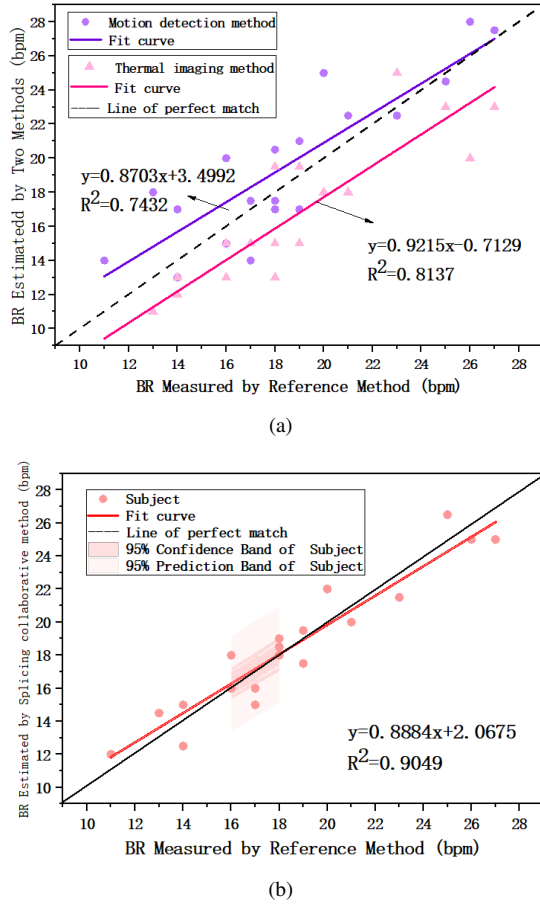 Motion detection method
Fit curve
Thermal imaging method
Fit curve
Line of perfect match
BR Estimatedd by Two Methods (bpm)
28
26
24
22
20
18
16
14
12
10
y=0.8703x+3.4992
R²=0.7432
y=0.9215x-0.7129
R²=0.8137
10 12 14 16 18 20 22 24 26 28
BR Measured by Reference Method (bpm)
(a)
Subject
Fit curve
Line of perfect match
95% Confidence Band of Subject
95% Prediction Band of Subject
BR Estimated by Splicing collaborative method (bpm)
28
26
24
22
20
18
16
14
12
10
y=0.8884x+2.0675
R²=0.9049
10 12 14 16 18 20 22 24 26 28
BR Measured by Reference Method (bpm)
(b)